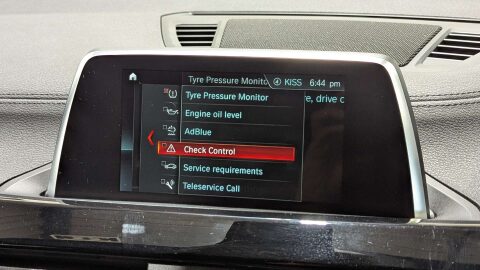 Tyre Pressure Monito
4 KISS
6:44 pm
Tyre Pressure Monitor
e, drive c
Engine oil level
AdBlue
Check Control
Service requirements
Teleservice Call